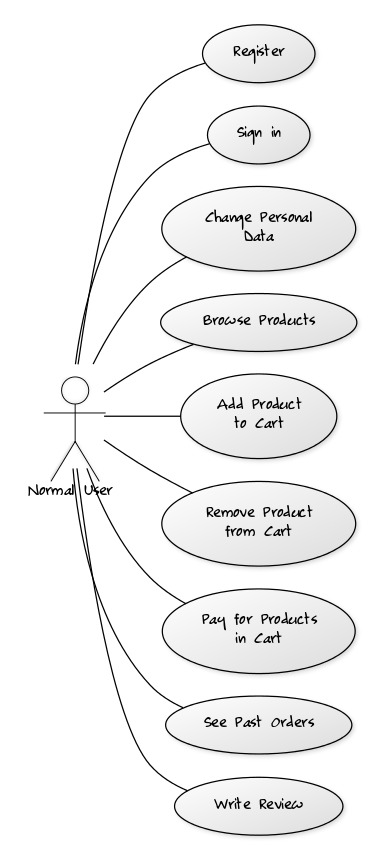 Register
Sign in
Change Personal
Data
Browse Products
Add Product
to Cart
Remove Product
from Cart
Normal User
Pay for Products
in Cart
See Past Orders
Write Review